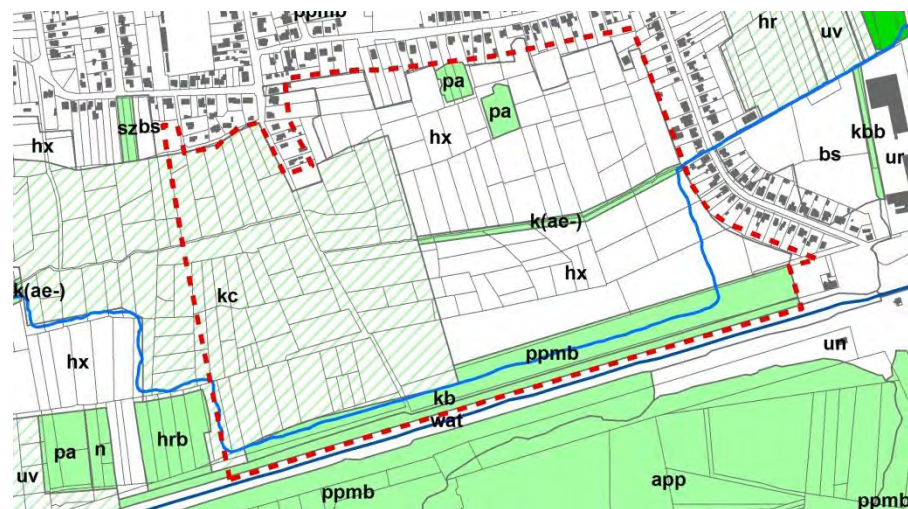 ppmb
hr
uv
pa
pa
szbs
hx
hx
kbb
bs
ur
k(ae-)
hx
k(ae-)
kc
hx
ppmb
un
kb
wat
pa
n
hrb
uv
app
ppmb
ppmb